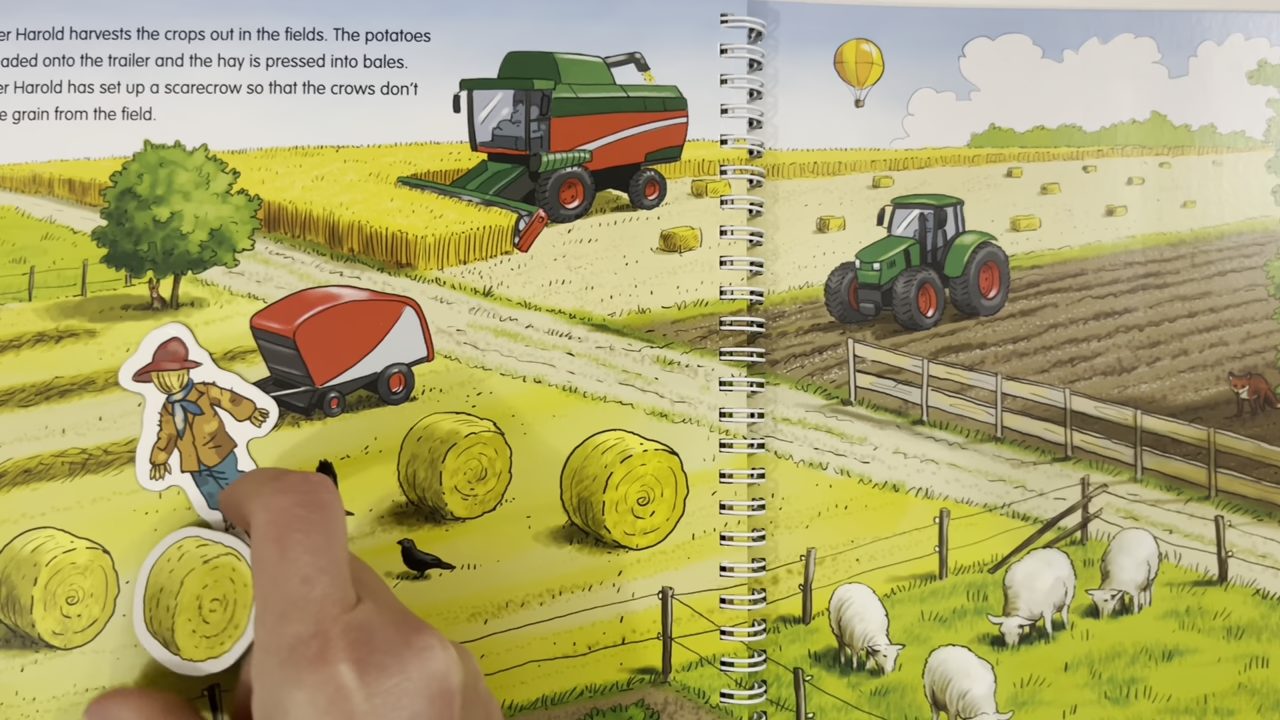 er Harold harvests the crops out in the fields. The potatoes
aded onto the trailer and the hay is pressed into bales.
er Harold has set up a scarecrow so that the crows don't
e grain from the field.